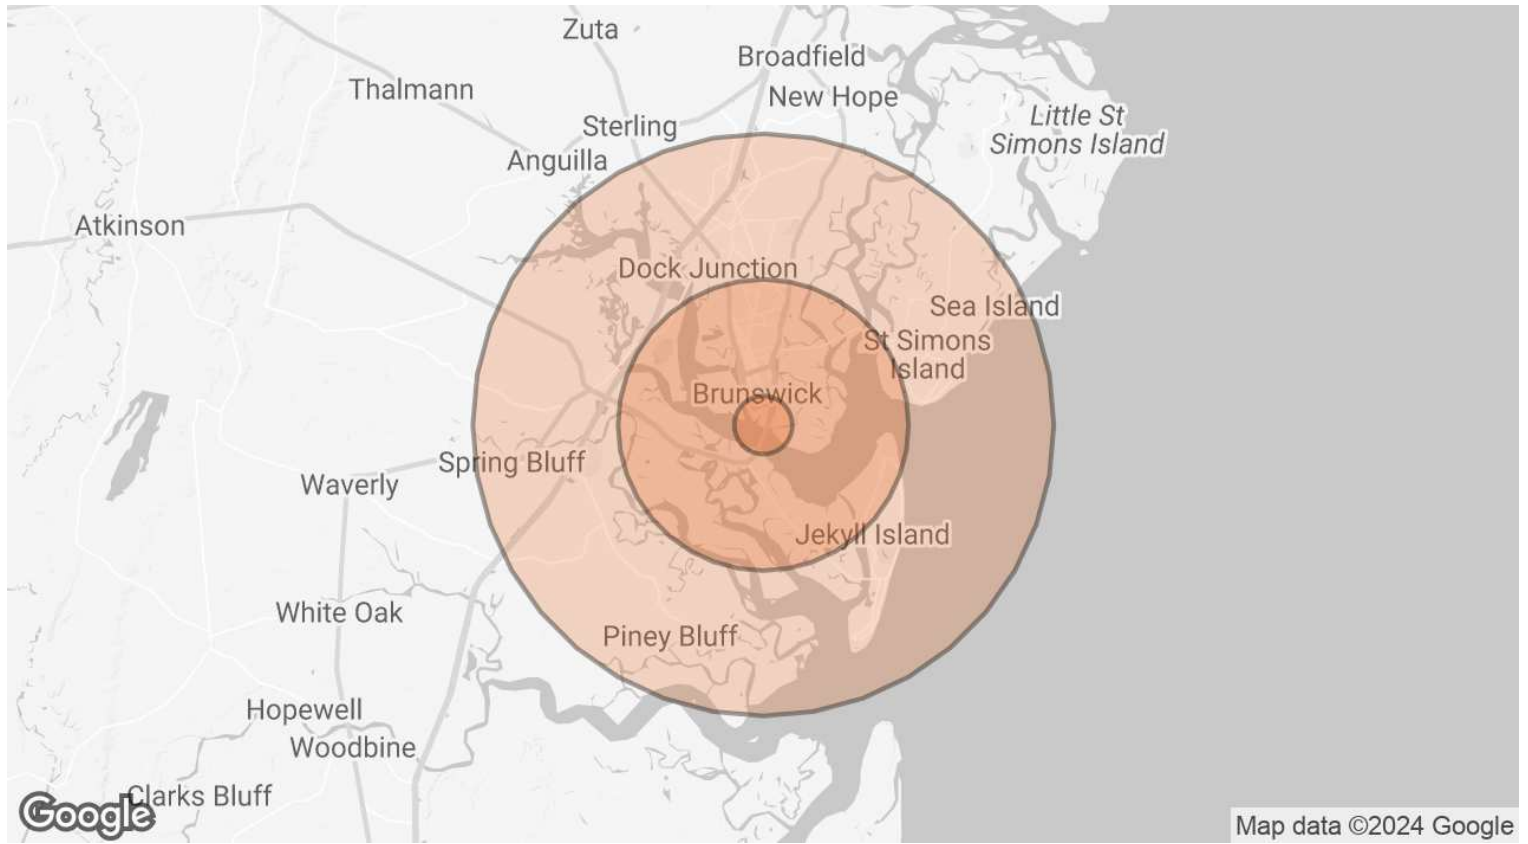 Zuta
Broadfield
Thalmann
New Hope
Little St
Simons Island
Sterling
Anguilla
Atkinson
Dock Junction
Sea Island
St Simons
Island
Brunswick
Spring Bluff
Waverly
Jekyll Island
White Oak
Piney Bluff
Hopewell
Woodbine
Clarks Bluff
Google
Map data ©2024 Google